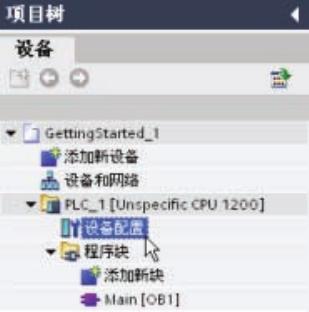 项目树
设备
GettingStarted_1
添加新设备
设备和网络
PLC_1 [Unspecific CPU 1200]
设备配置
程序块
添加新块
Main [OB1]